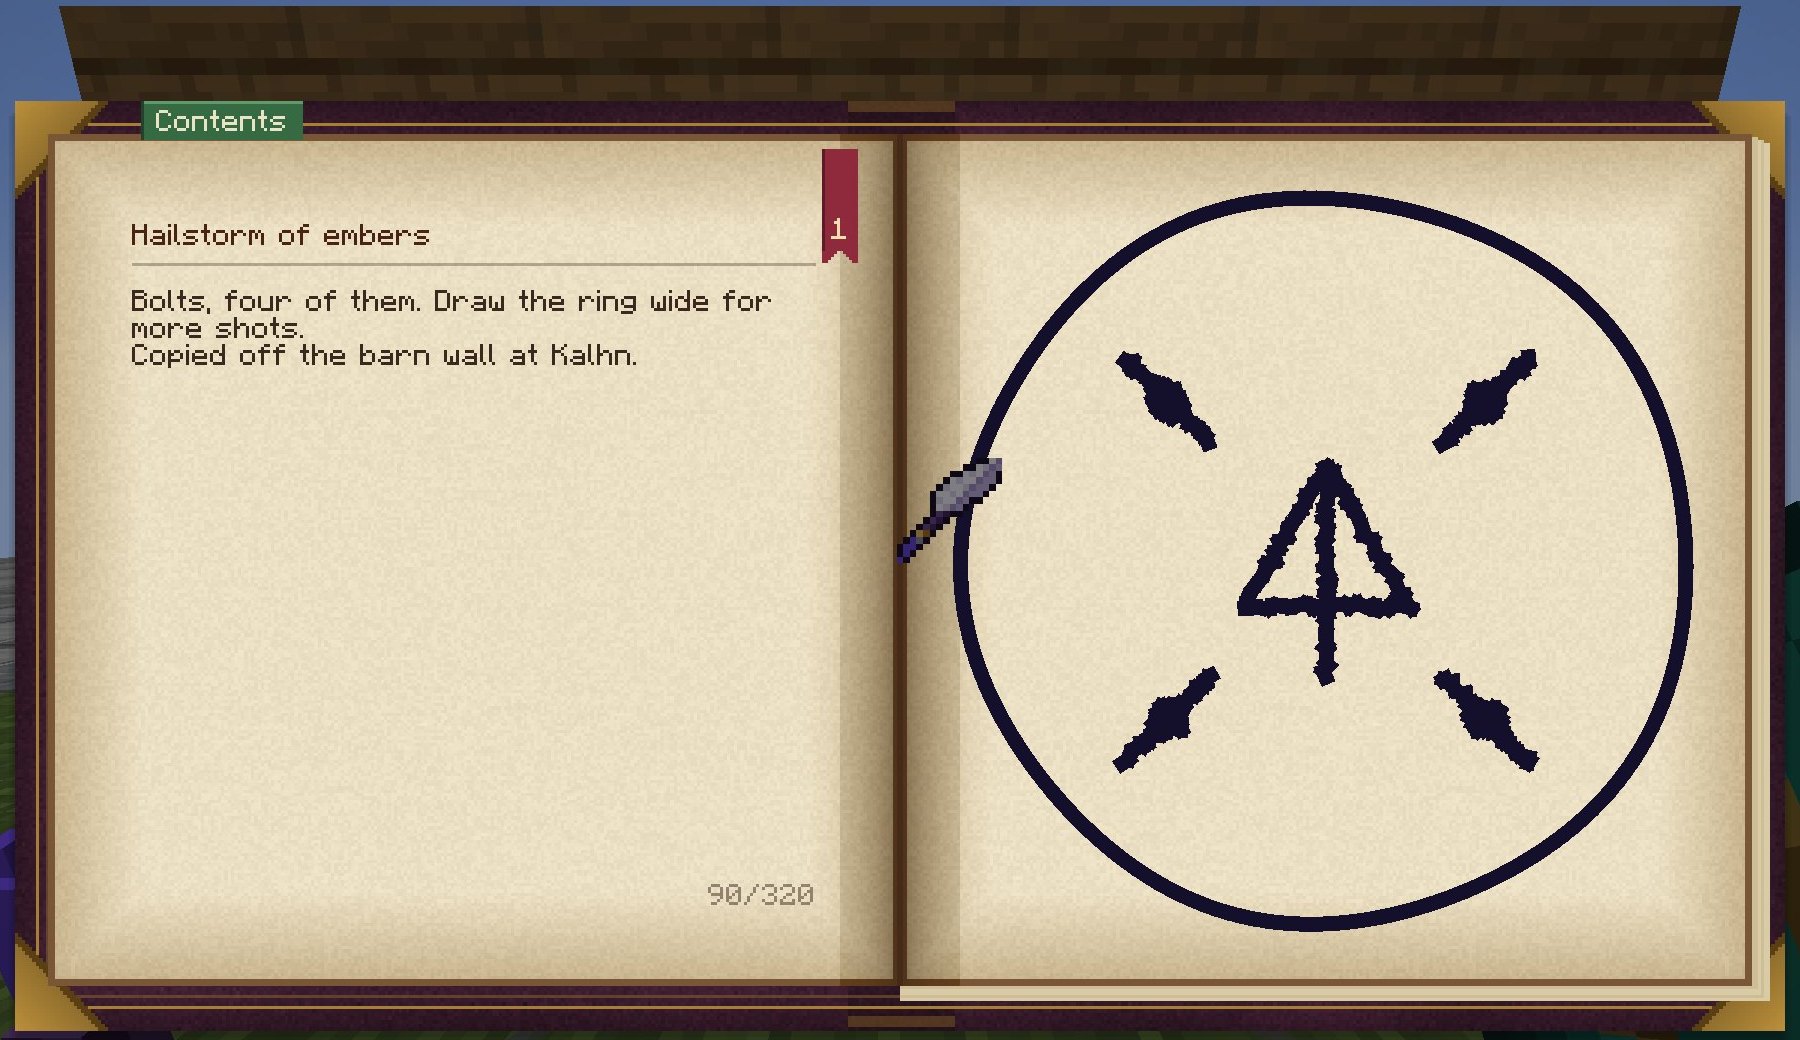 Contents
1
Hailstorm of embers
Bolts, four of them. Draw the ring wide for
more shots.
Copied off the barn wall at Kalhn.
90/320